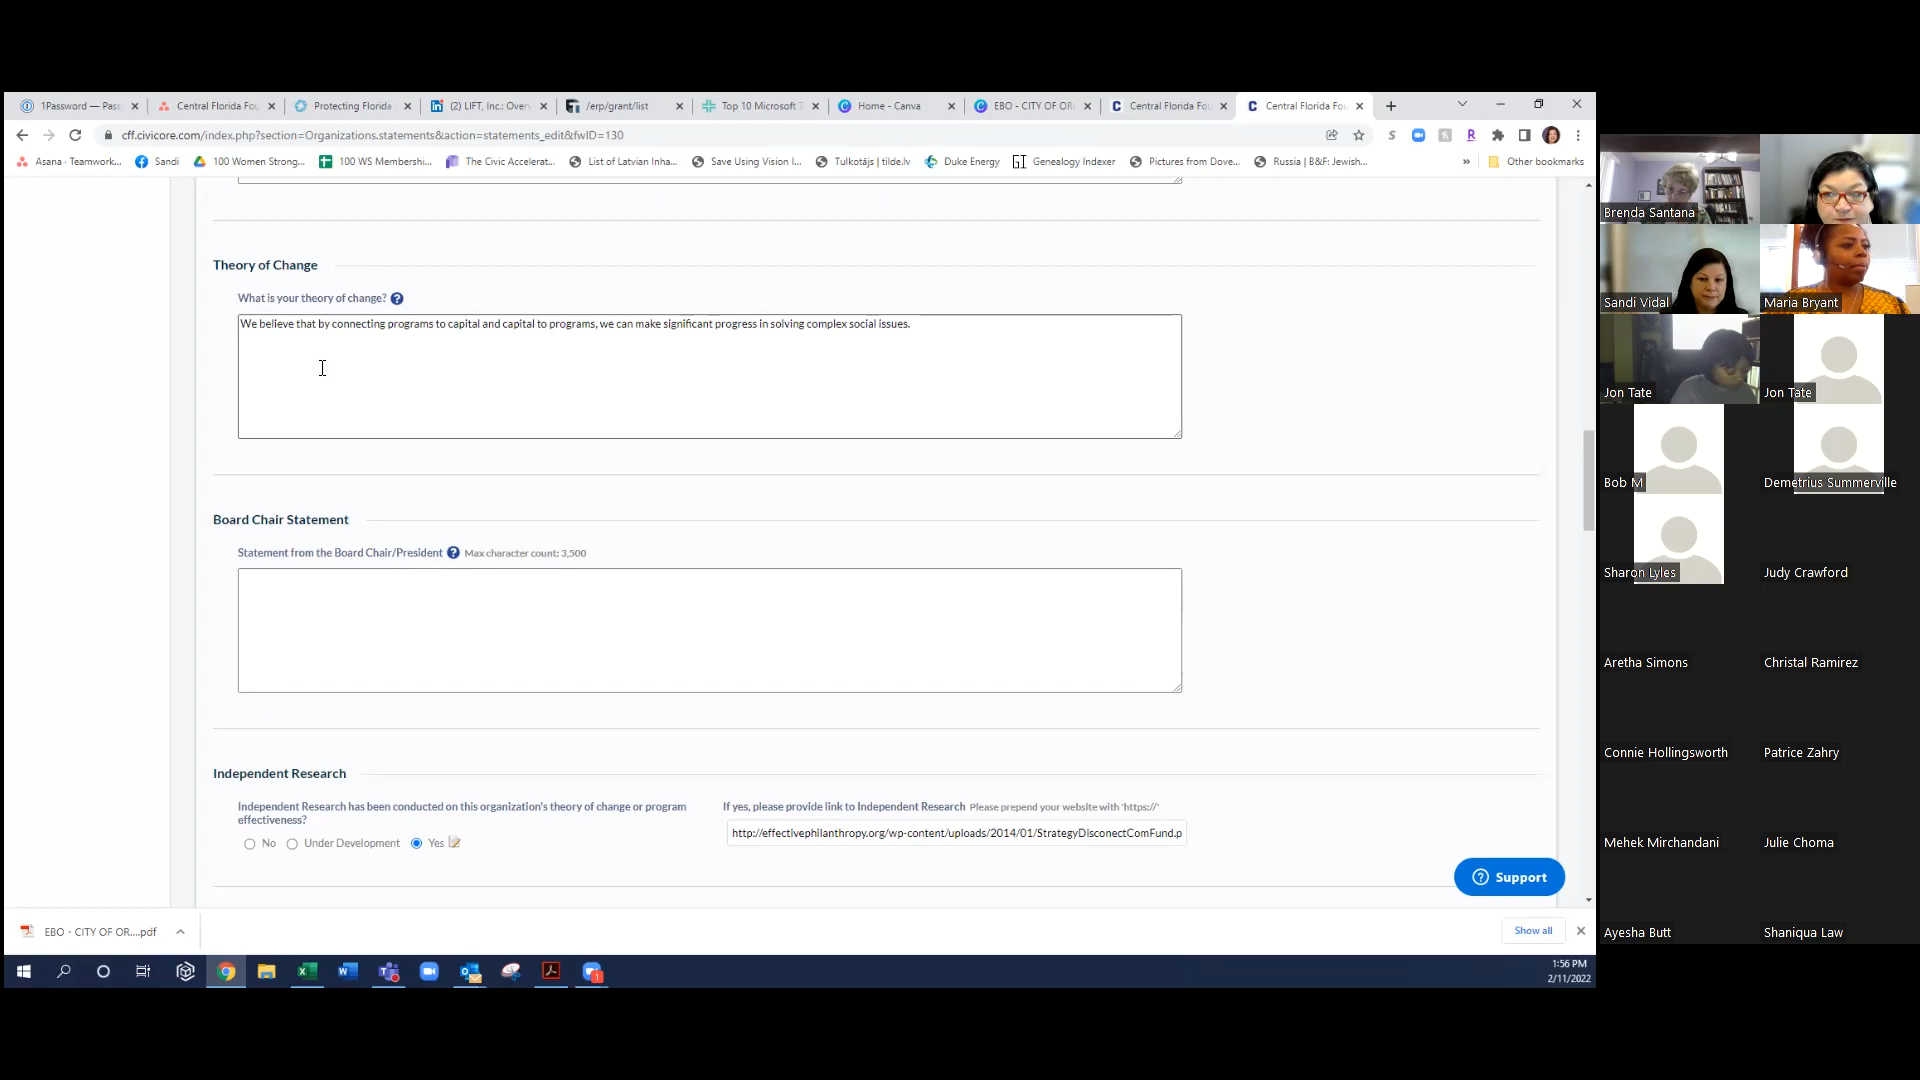 1Password — Pass
Central Florida Fou
Protecting Florida
(2) LIFT, Inc.: Over
/erp/grant/list
Top 10 Microsoft T
Home - Canva
EBO - CITY OF OR
Central Florida Fou
Central Florida Fou
cff.civicore.com/index.php?section=Organizations.statements&action=statements_edit&fwID=130
Asana · Teamwork...
Sandi
100 Women Strong...
100 WS Membershi...
The Civic Accelerat...
List of Latvian Inha...
Save Using Vision I...
Tulkotājs | tilde.lv
Duke Energy
Genealogy Indexer
Pictures from Dove...
Russia | B&F: Jewish...
»
Other bookmarks
Theory of Change
What is your theory of change?
We believe that by connecting programs to capital and capital to programs, we can make significant progress in solving complex social issues.
Board Chair Statement
Statement from the Board Chair/President Max character count: 3,500
Independent Research
Independent Research has been conducted on this organization's theory of change or program
effectiveness?
No Under Development Yes
If yes, please provide link to Independent Research Please prepend your website with 'https://'
http://effectivephilanthropy.org/wp-content/uploads/2014/01/StrategyDisconectComFund.p
Support
EBO - CITY OF OR....pdf
Show all
1:56 PM
2/11/2022
Brenda Santana
Sandi Vidal
Maria Bryant
Jon Tate
Jon Tate
Bob M
Demetrius Summerville
Sharon Lyles
Judy Crawford
Aretha Simons
Christal Ramirez
Connie Hollingsworth
Patrice Zahry
Mehek Mirchandani
Julie Choma
Ayesha Butt
Shaniqua Law